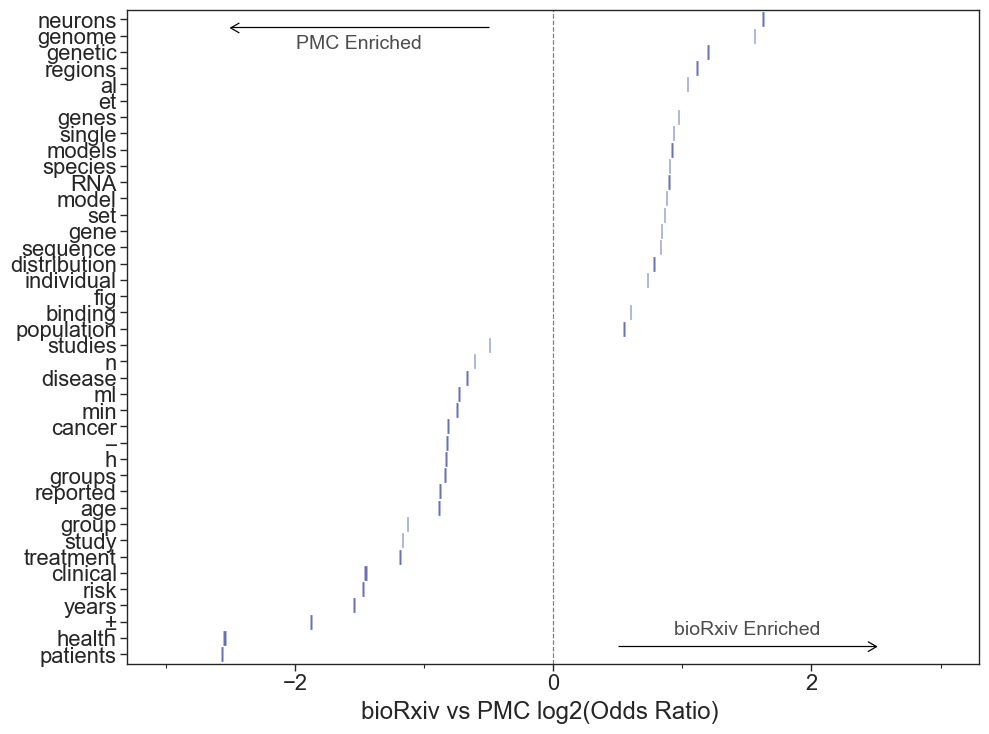 neurons
PMC Enriched
genome
genetic
regions
al
et
genes
single
models
species
RNA
model
set
gene
sequence
distribution
individual
fig
binding
population
studies
n
disease
ml
min
cancer
–
h
groups
reported
age
group
study
treatment
clinical
risk
years
±
bioRxiv Enriched
health
patients
−2 0 2
bioRxiv vs PMC log2(Odds Ratio)